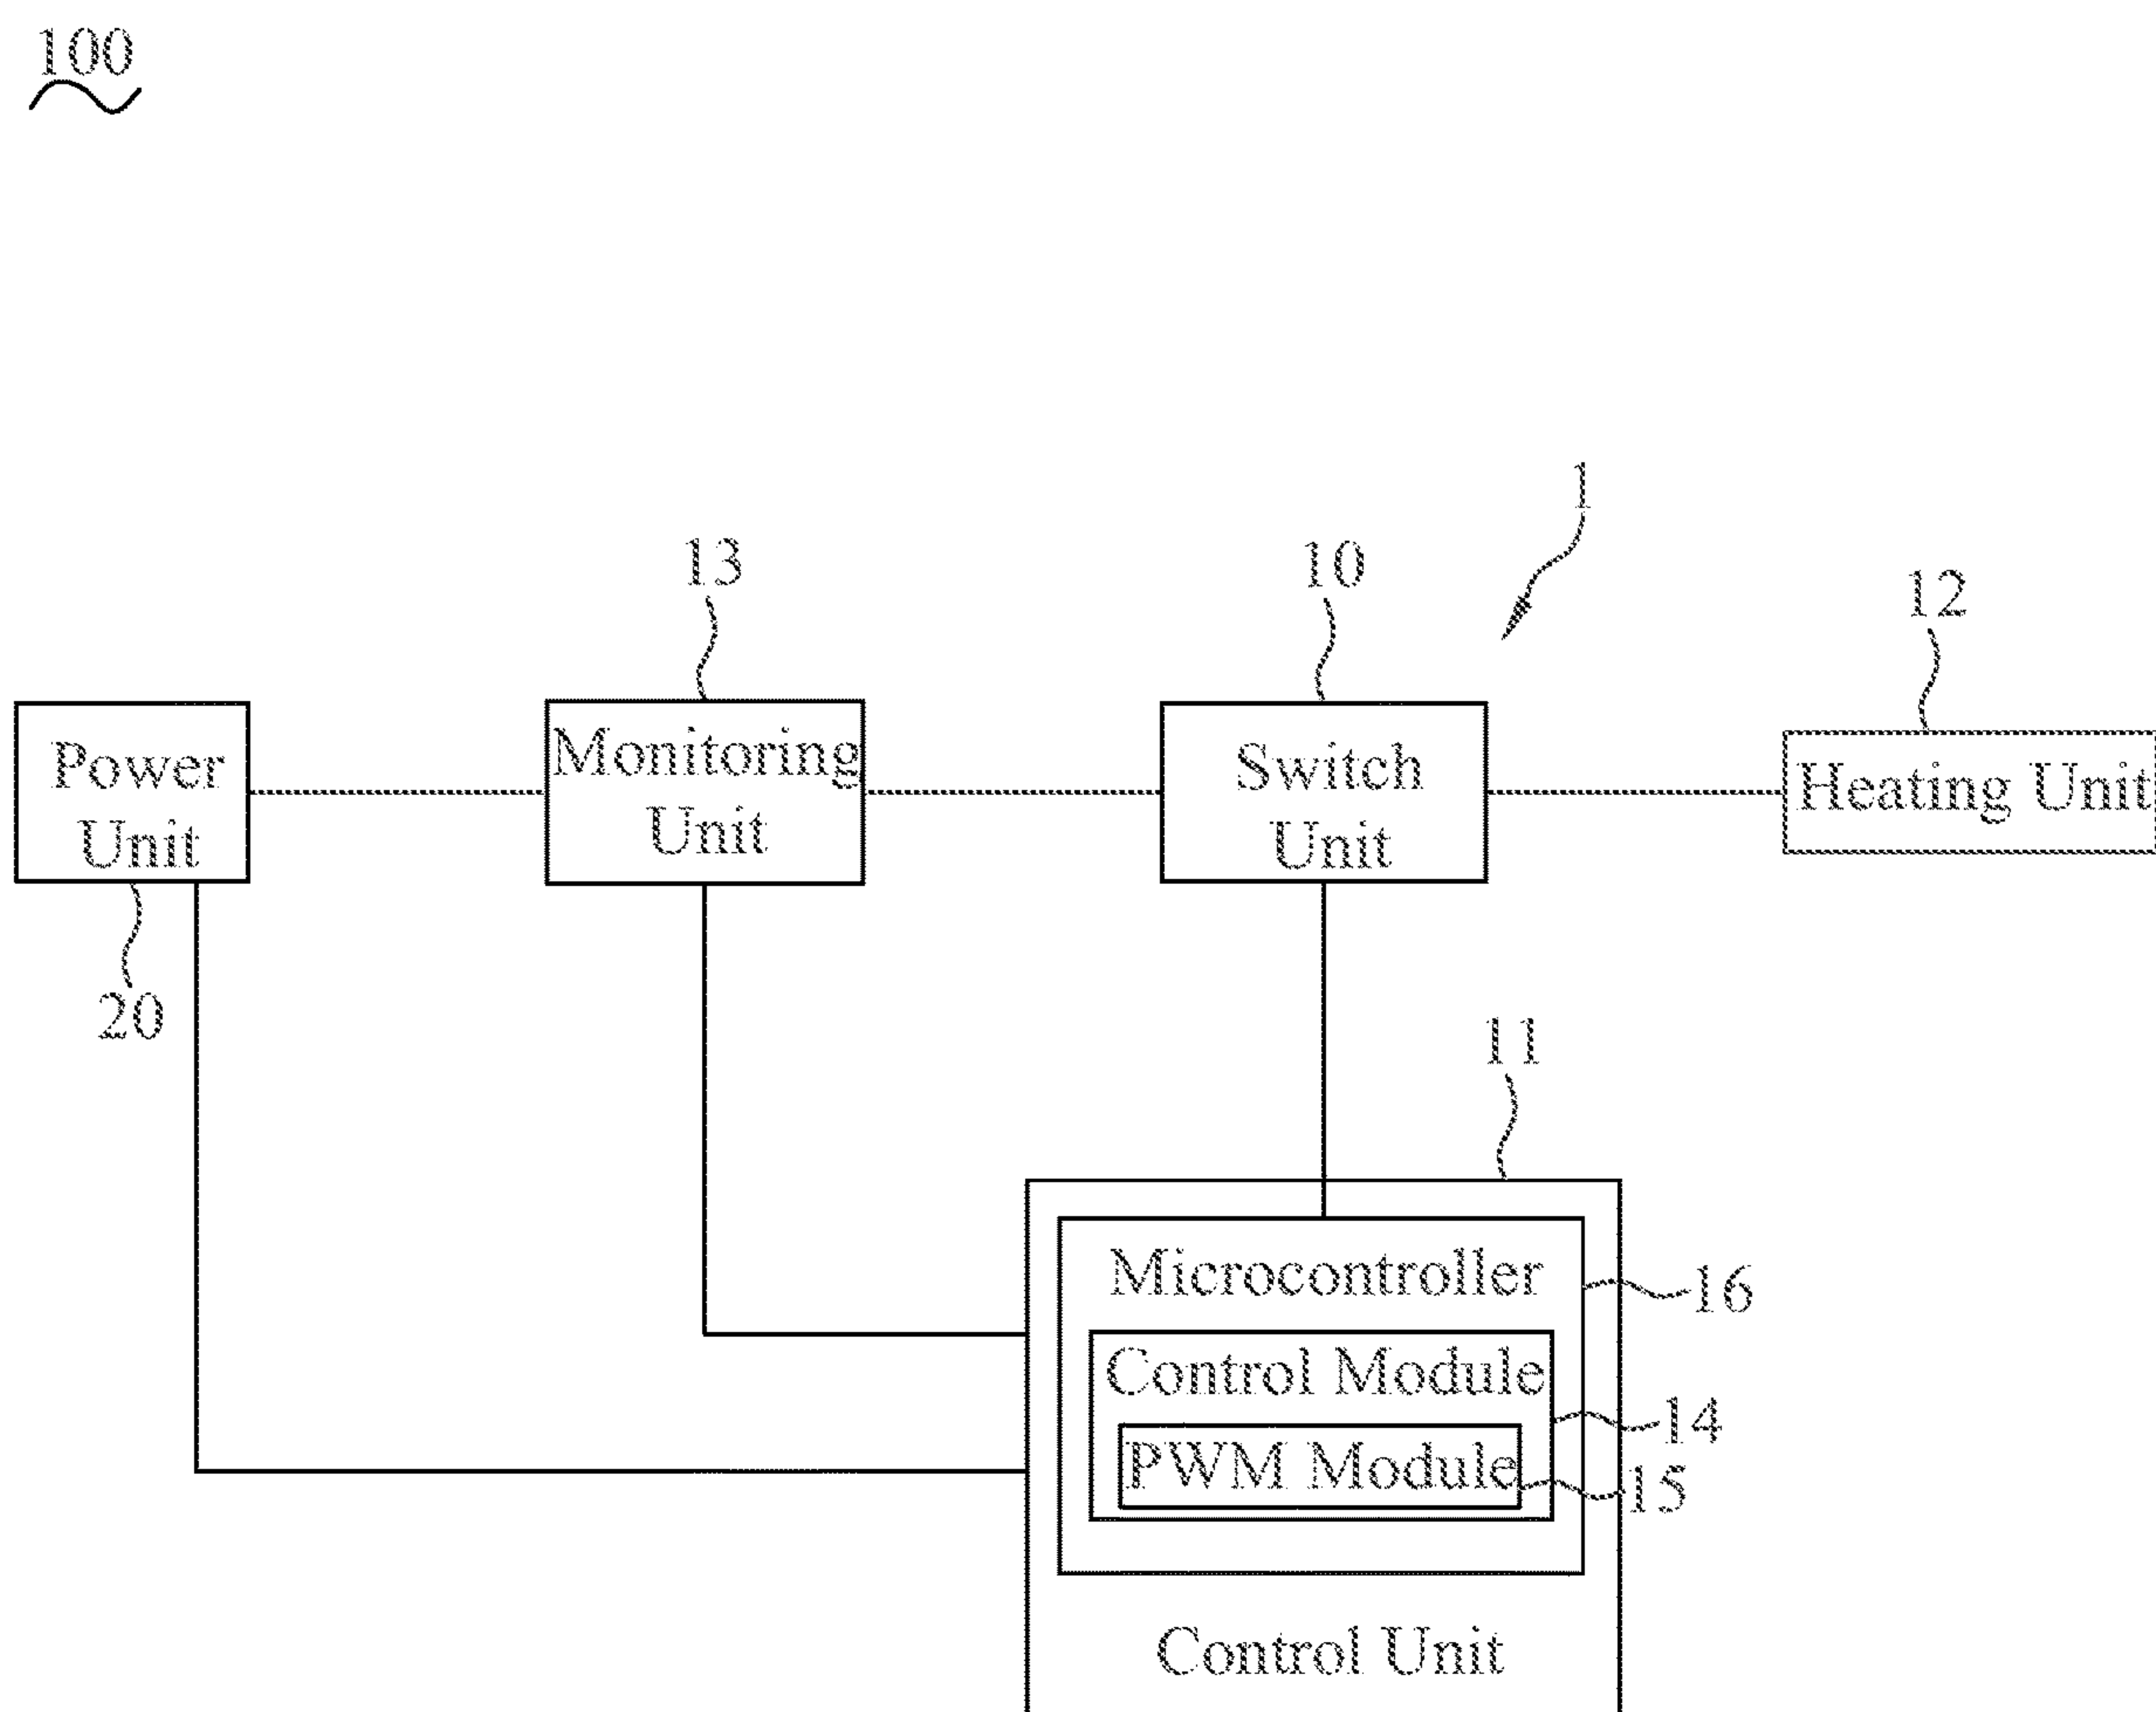 100
1
13
10
12
Power
Unit
Monitoring
Unit
Switch
Unit
Heating Unit
20
11
Microcontroller
16
Control Module
14
PWM Module
15
Control Unit